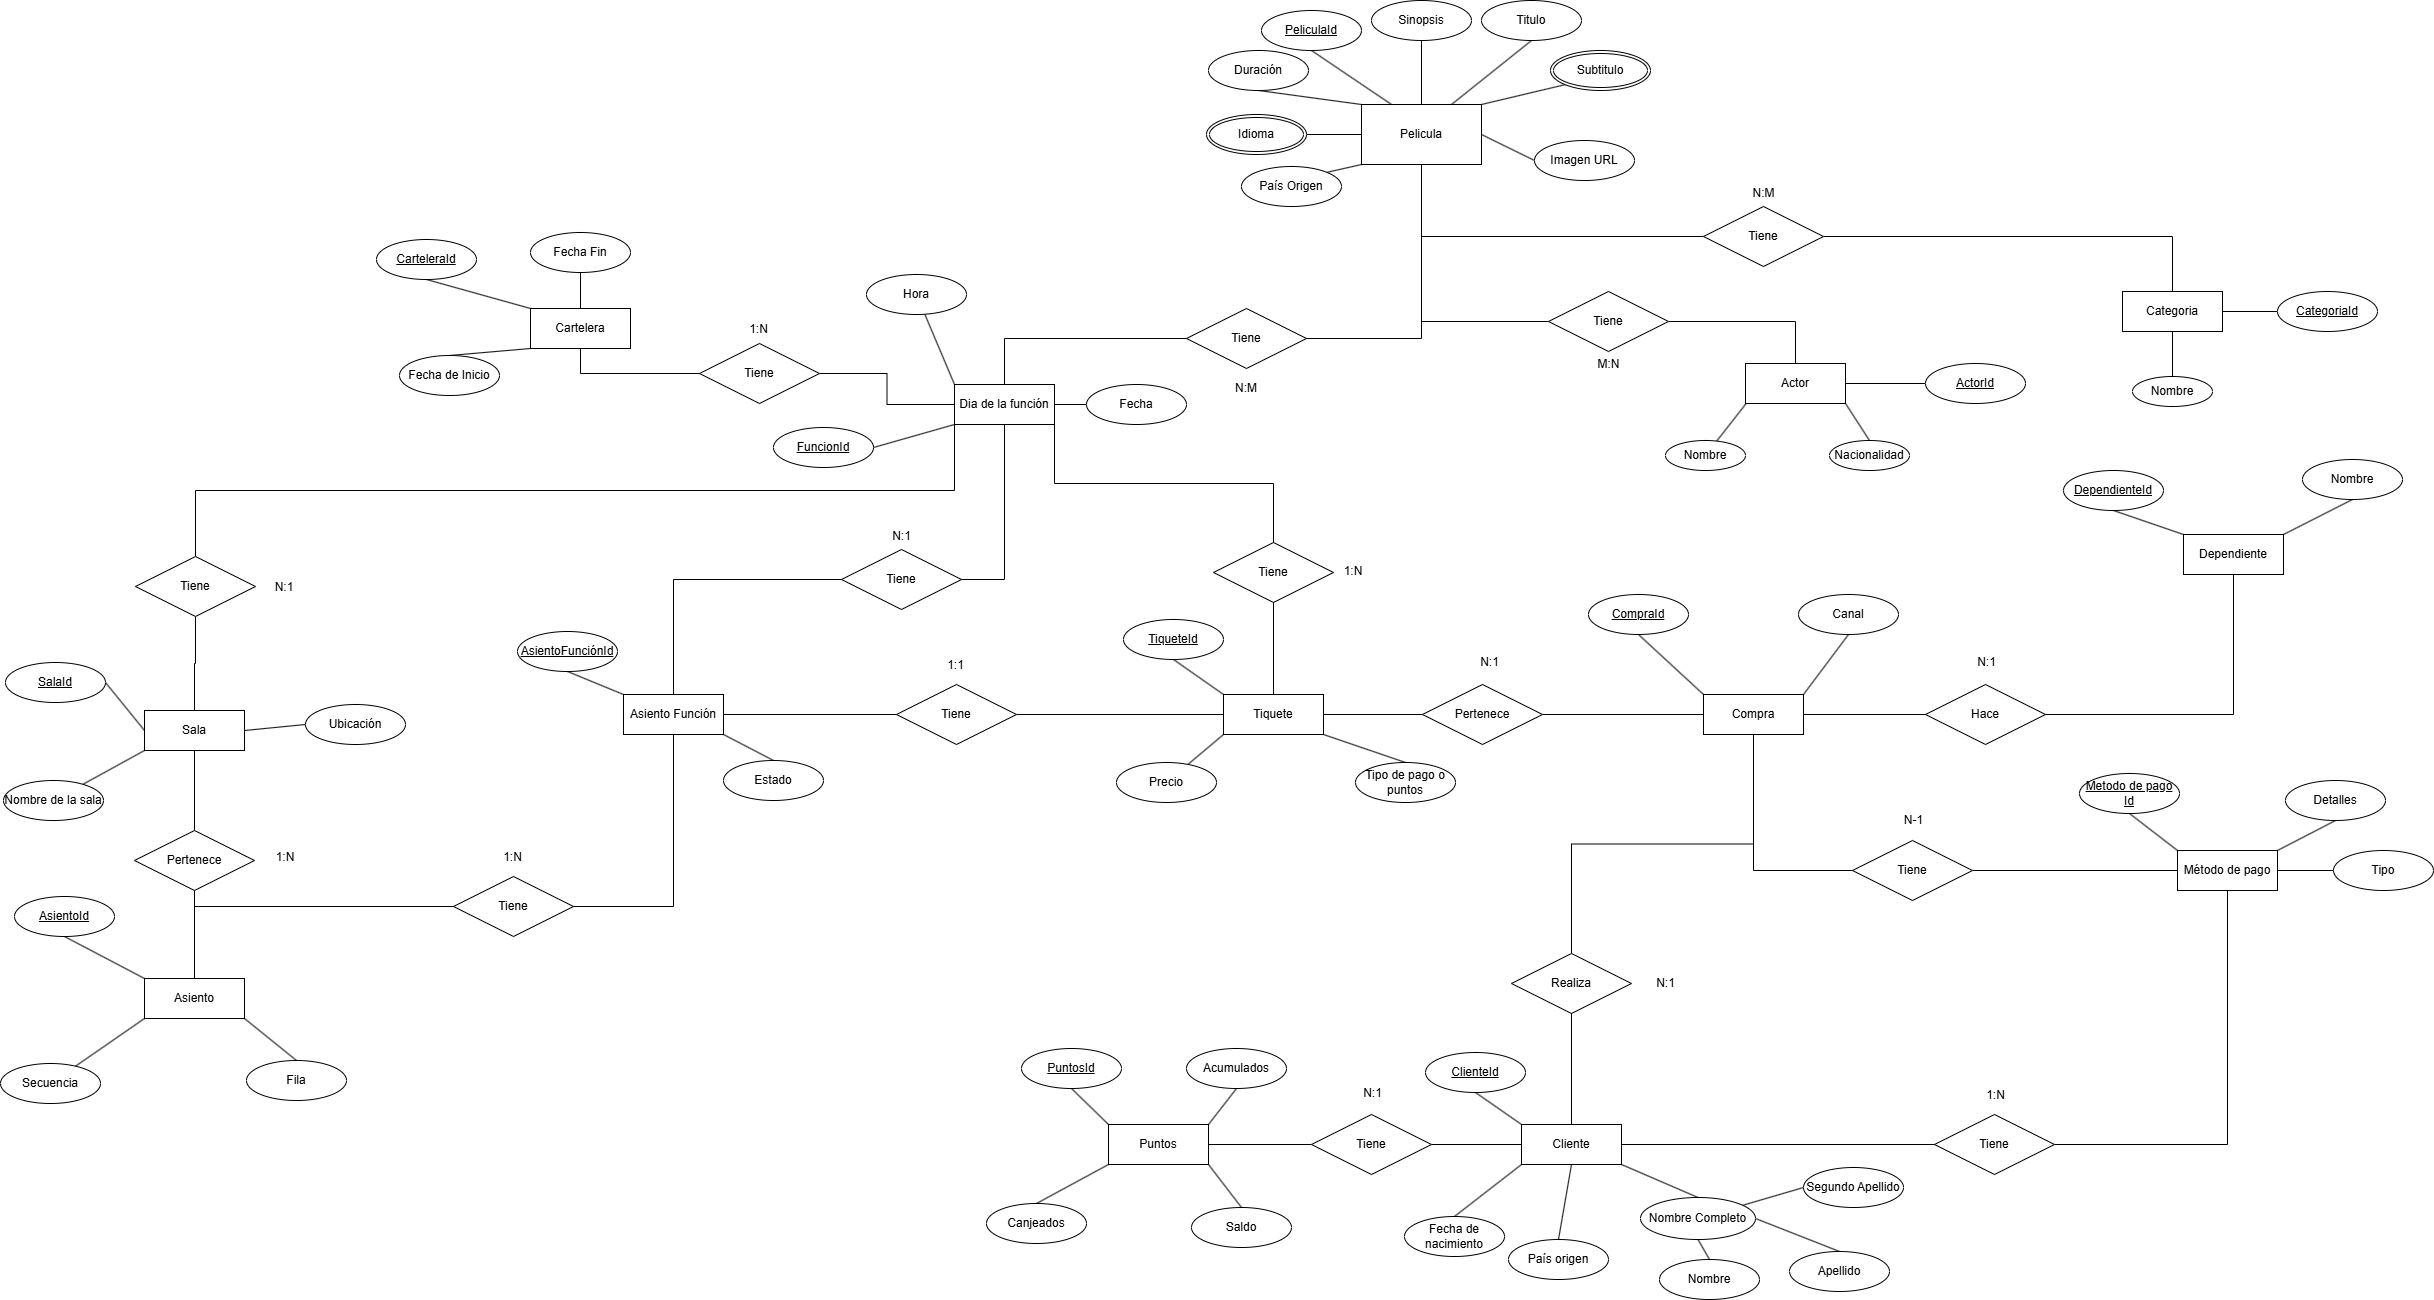 Sinopsis
Titulo
PeliculaId
Duración
Subtitulo
Idioma
Pelicula
Imagen URL
País Origen
N:M
Tiene
CarteleraId
Fecha Fin
Hora
Cartelera
1:N
Tiene
Fecha de Inicio
Tiene
N:M
Tiene
M:N
Categoria
CategoriaId
Nombre
Dia de la función
Fecha
FuncionId
Actor
ActorId
Nombre
Nacionalidad
DependienteId
Nombre
Dependiente
N:1
Tiene
Tiene
N:1
Tiene
1:N
AsientoFunciónId
TiqueteId
CompraId
Canal
SalaId
Sala
Ubicación
Nombre de la sala
1:1
Asiento Función
Tiene
Tiquete
N:1
Pertenece
Compra
N:1
Hace
Estado
Precio
Tipo de pago o
puntos
Metodo de pago
Id
Detalles
N-1
Tiene
Método de pago
Tipo
Pertenece
1:N
1:N
Tiene
AsientoId
Asiento
Secuencia
Fila
Realiza
N:1
PuntosId
Acumulados
ClienteId
N:1
1:N
Puntos
Tiene
Cliente
Tiene
Canjeados
Saldo
Fecha de
nacimiento
País origen
Nombre Completo
Segundo Apellido
Nombre
Apellido